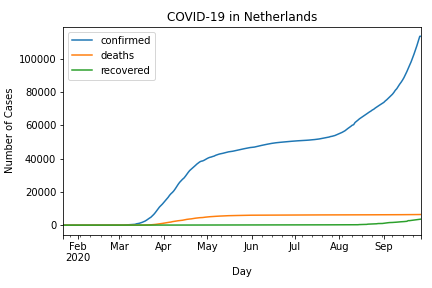 COVID-19 in Netherlands
confirmed
deaths
recovered
Number of Cases
100000
80000
60000
40000
20000
0
Feb Mar Apr May Jun Jul Aug Sep
2020
Day